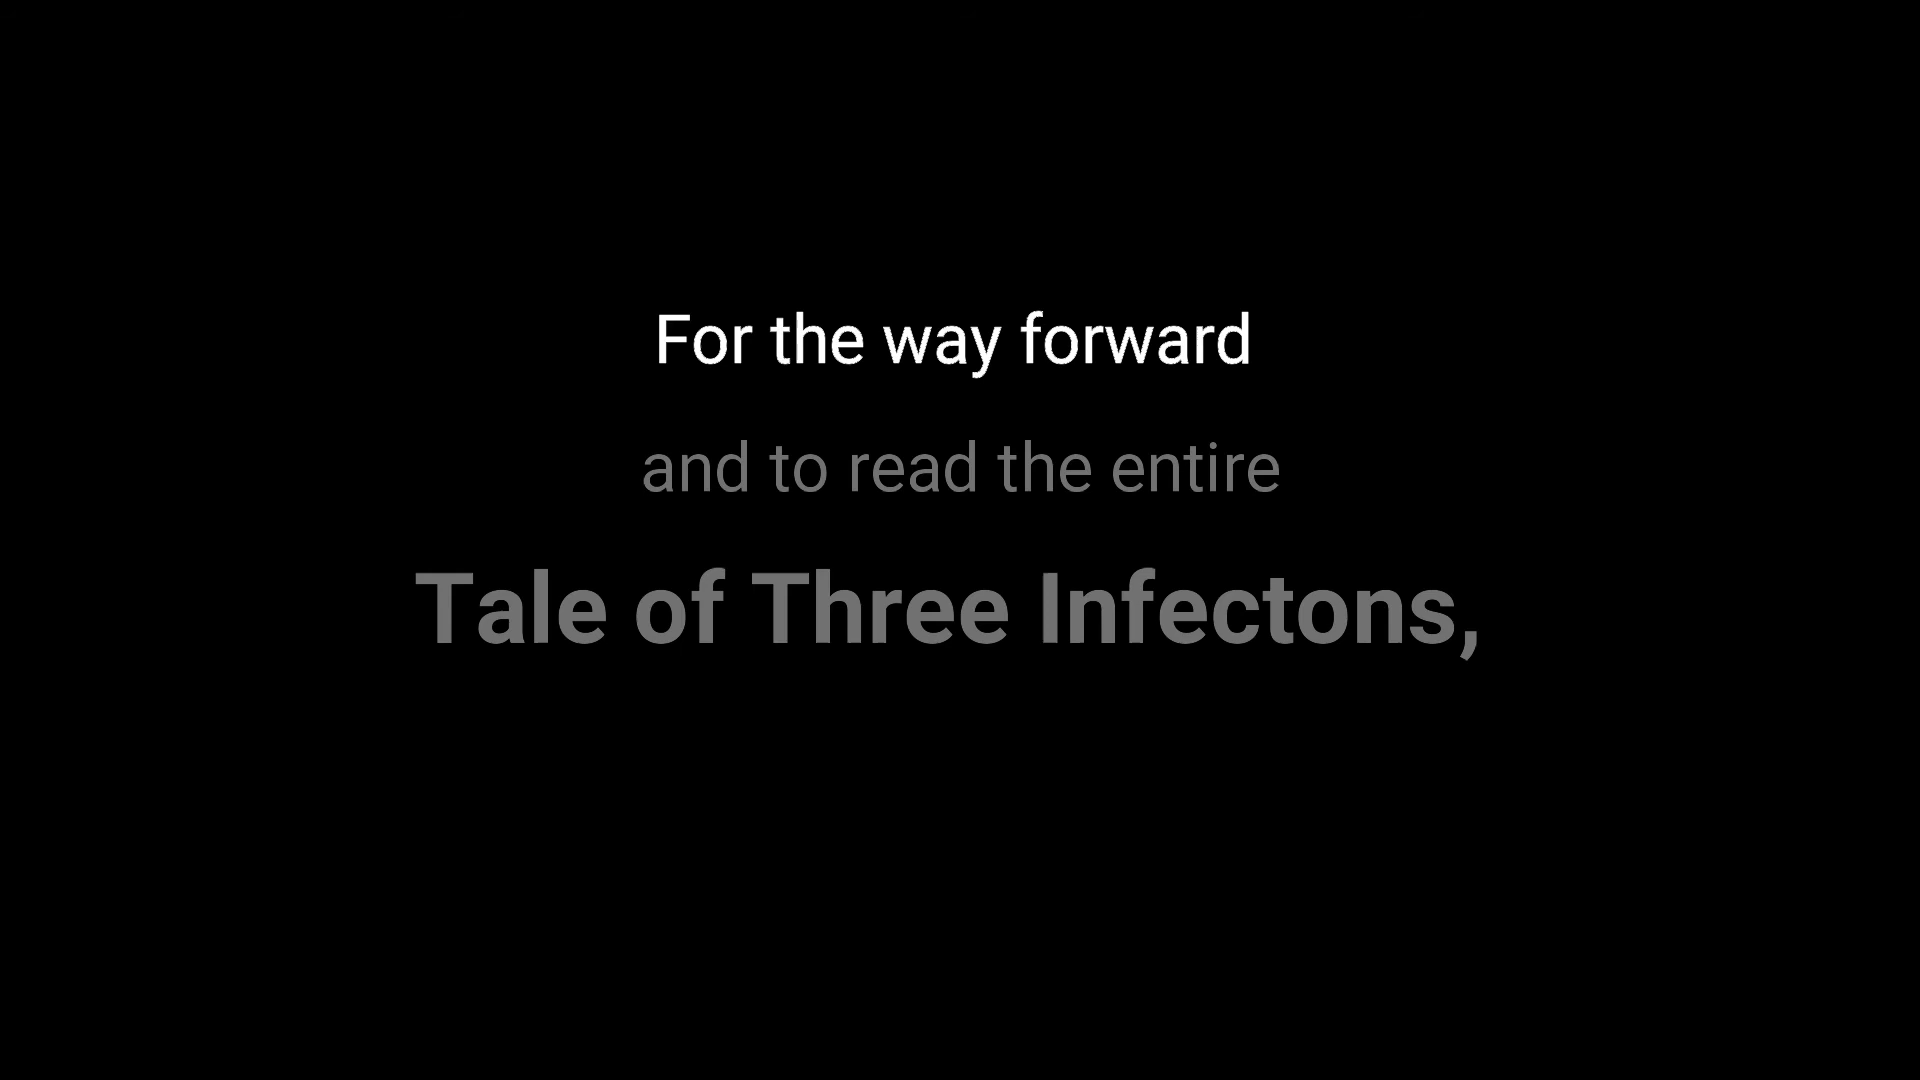 For the way forward
and to read the entire
Tale of Three Infectons,